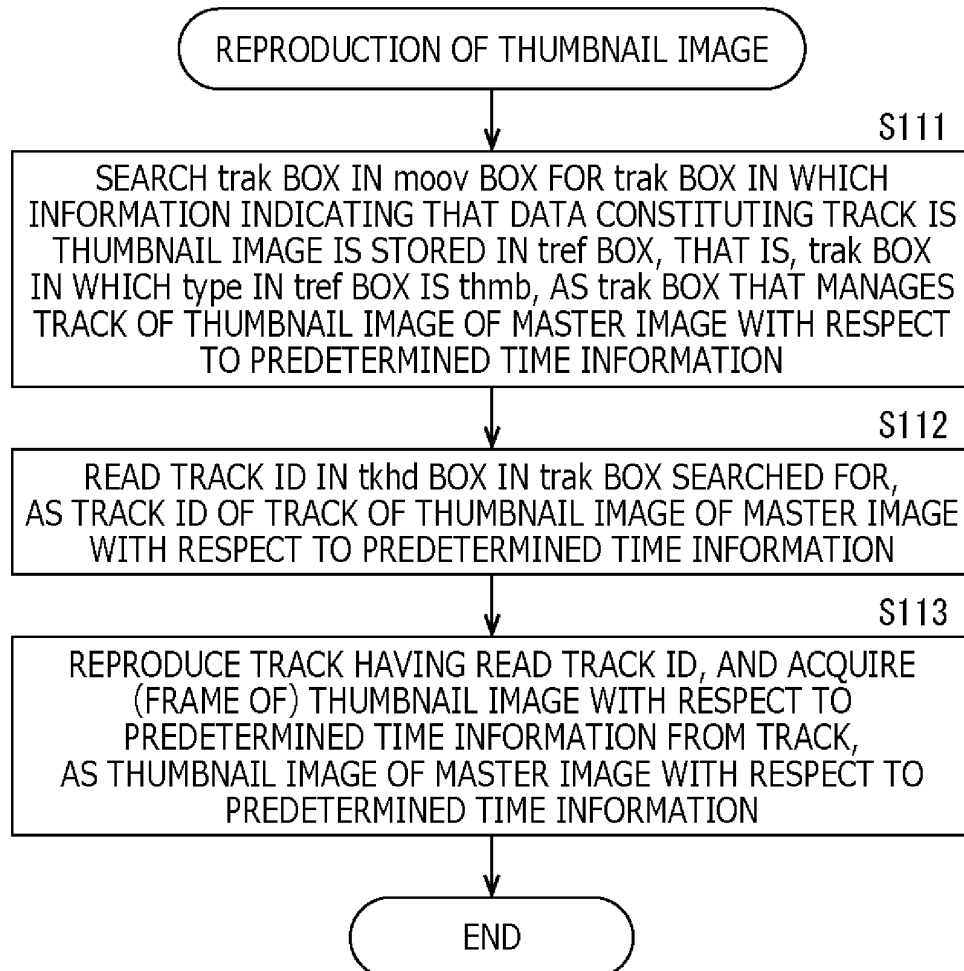 REPRODUCTION OF THUMBNAIL IMAGE
S111
SEARCH trak BOX IN moov BOX FOR trak BOX IN WHICH
INFORMATION INDICATING THAT DATA CONSTITUTING TRACK IS
THUMBNAIL IMAGE IS STORED IN tref BOX, THAT IS, trak BOX
IN WHICH type IN tref BOX IS thmb, AS trak BOX THAT MANAGES
TRACK OF THUMBNAIL IMAGE OF MASTER IMAGE WITH RESPECT
TO PREDETERMINED TIME INFORMATION
S112
READ TRACK ID IN tkhd BOX IN trak BOX SEARCHED FOR,
AS TRACK ID OF TRACK OF THUMBNAIL IMAGE OF MASTER IMAGE
WITH RESPECT TO PREDETERMINED TIME INFORMATION
S113
REPRODUCE TRACK HAVING READ TRACK ID, AND ACQUIRE
(FRAME OF) THUMBNAIL IMAGE WITH RESPECT TO
PREDETERMINED TIME INFORMATION FROM TRACK,
AS THUMBNAIL IMAGE OF MASTER IMAGE WITH RESPECT TO
PREDETERMINED TIME INFORMATION
END